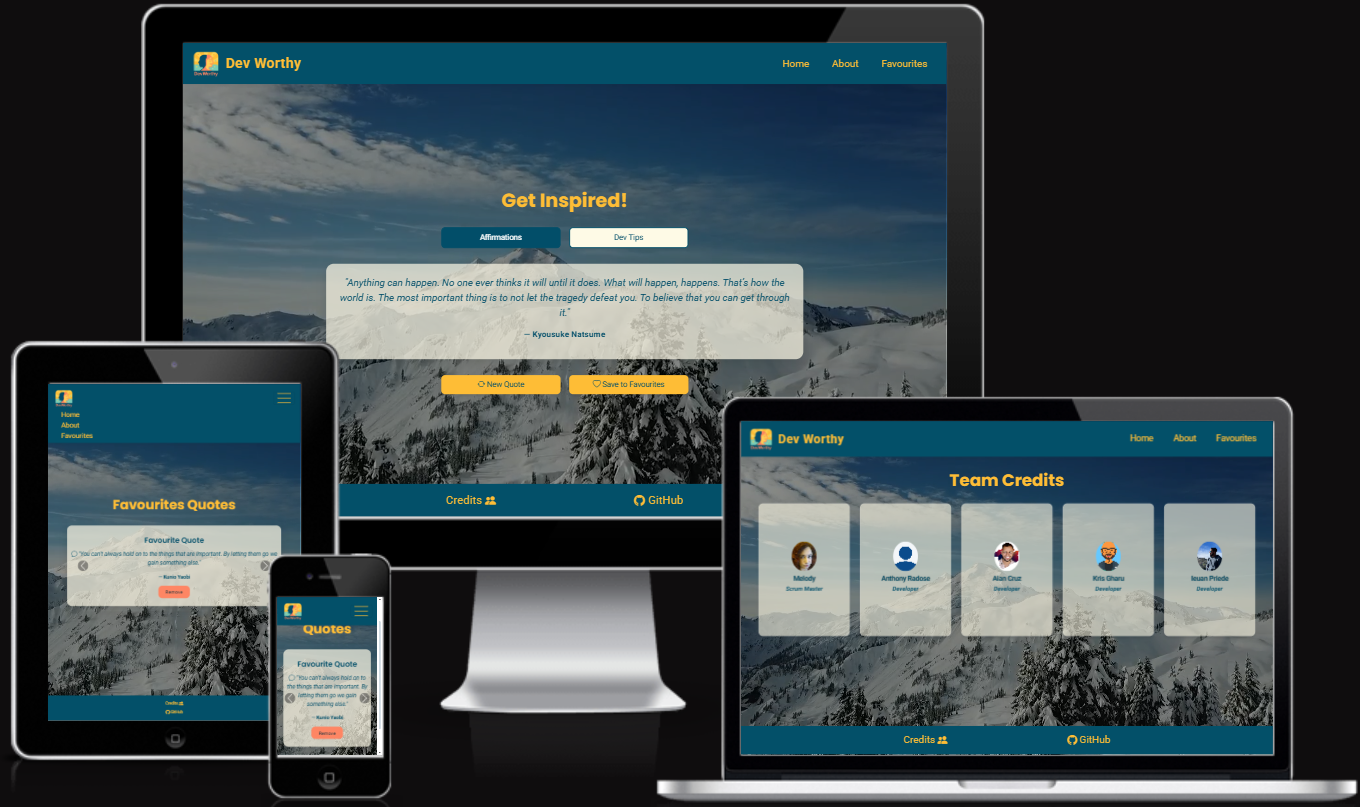 Dev Worthy
Dev Worthy
Home
About
Favourites
Get Inspired!
Affirmations
Dev Tips
"Anything can happen. No one ever thinks it will until it does. What will happen, happens. That's how the
world is. The most important thing is to not let the tragedy defeat you. To believe that you can get through
it."
— Kyousuke Natsume
New Quote
Save to Favourites
Credits
GitHub
Home
About
Favourites
Favourites Quotes
Favourite Quote
"You can't always hold on to the things that are important. By letting them go we
gain something else."
Remove
Credits
GitHub
Quotes
Favourite Quote
"You can't always hold on to
the things that are important. By
letting them go we gain
something else."
Remove
Dev Worthy
Home
About
Favourites
Team Credits
Melody
Scrum Master
Anthony Radose
Developer
Alan Cruz
Developer
Kris Gharu
Developer
Ieuan Priede
Developer
Credits
GitHub